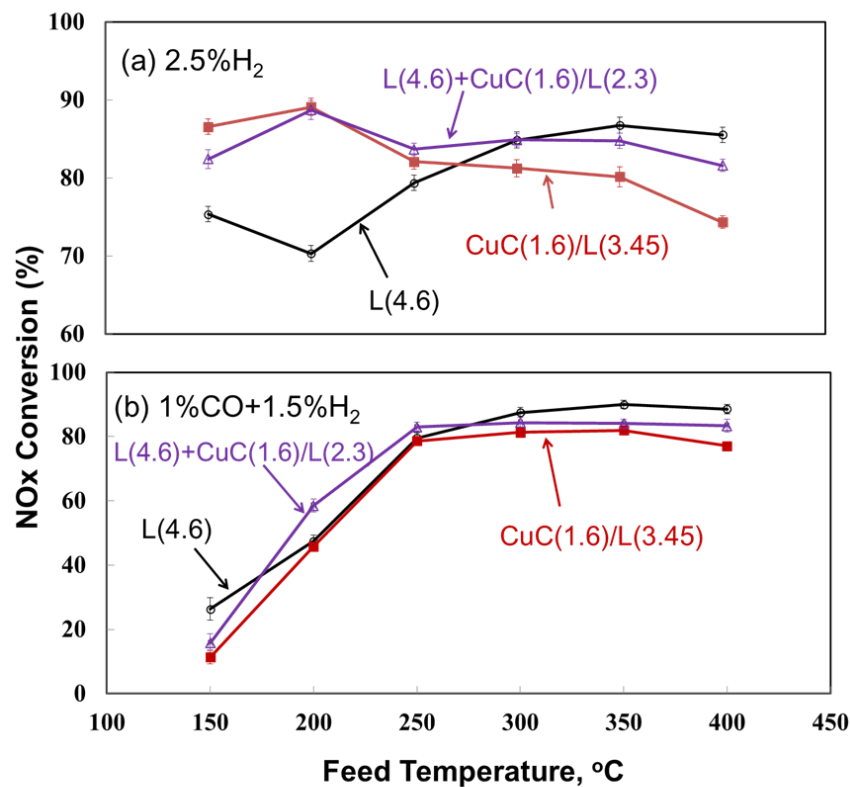 100
(a) 2.5%H₂
L(4.6)+CuC(1.6)/L(2.3)
90
80
CuC(1.6)/L(3.45)
70
L(4.6)
60
NOx Conversion (%)
100
(b) 1%CO+1.5%H₂
80
L(4.6)+CuC(1.6)/L(2.3)
60
L(4.6)
CuC(1.6)/L(3.45)
40
20
0
100 150 200 250 300 350 400 450
Feed Temperature, ᵒC